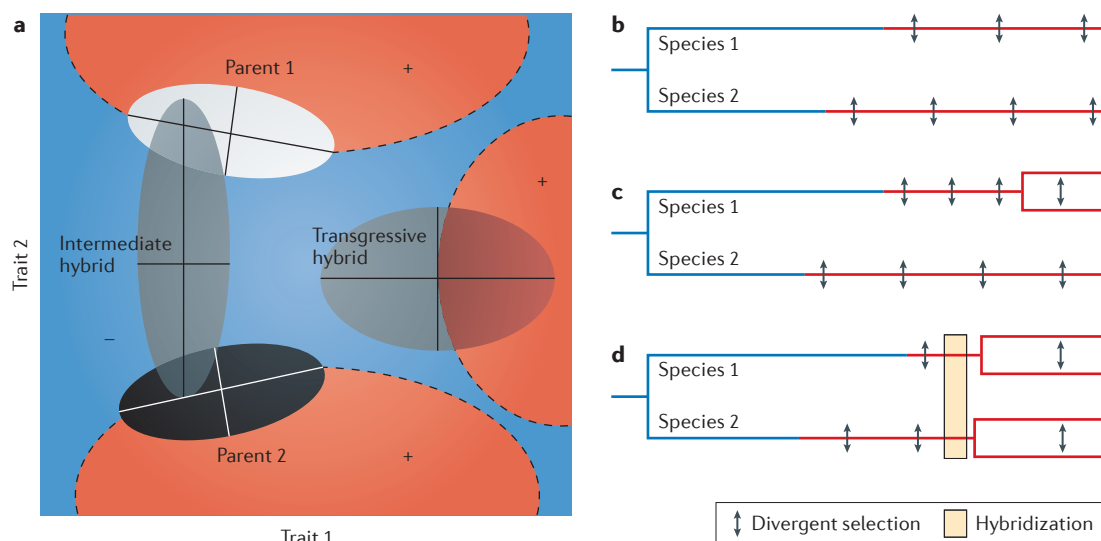 a
Parent 1
+
+
Intermediate
hybrid
Transgressive
hybrid
–
Parent 2
+
Trait 2
Trait 1
b
Species 1
Species 2
c
Species 1
Species 2
d
Species 1
Species 2
Divergent selection
Hybridization